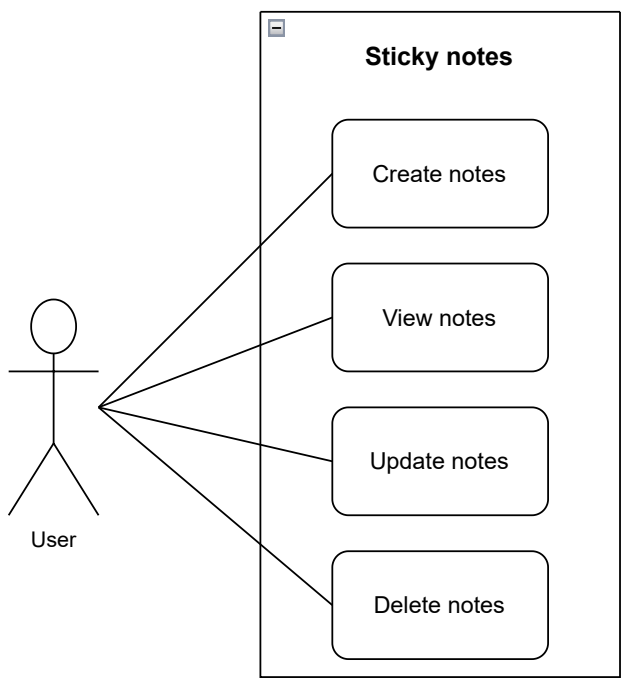 Sticky notes
Create notes
View notes
Update notes
Delete notes
User